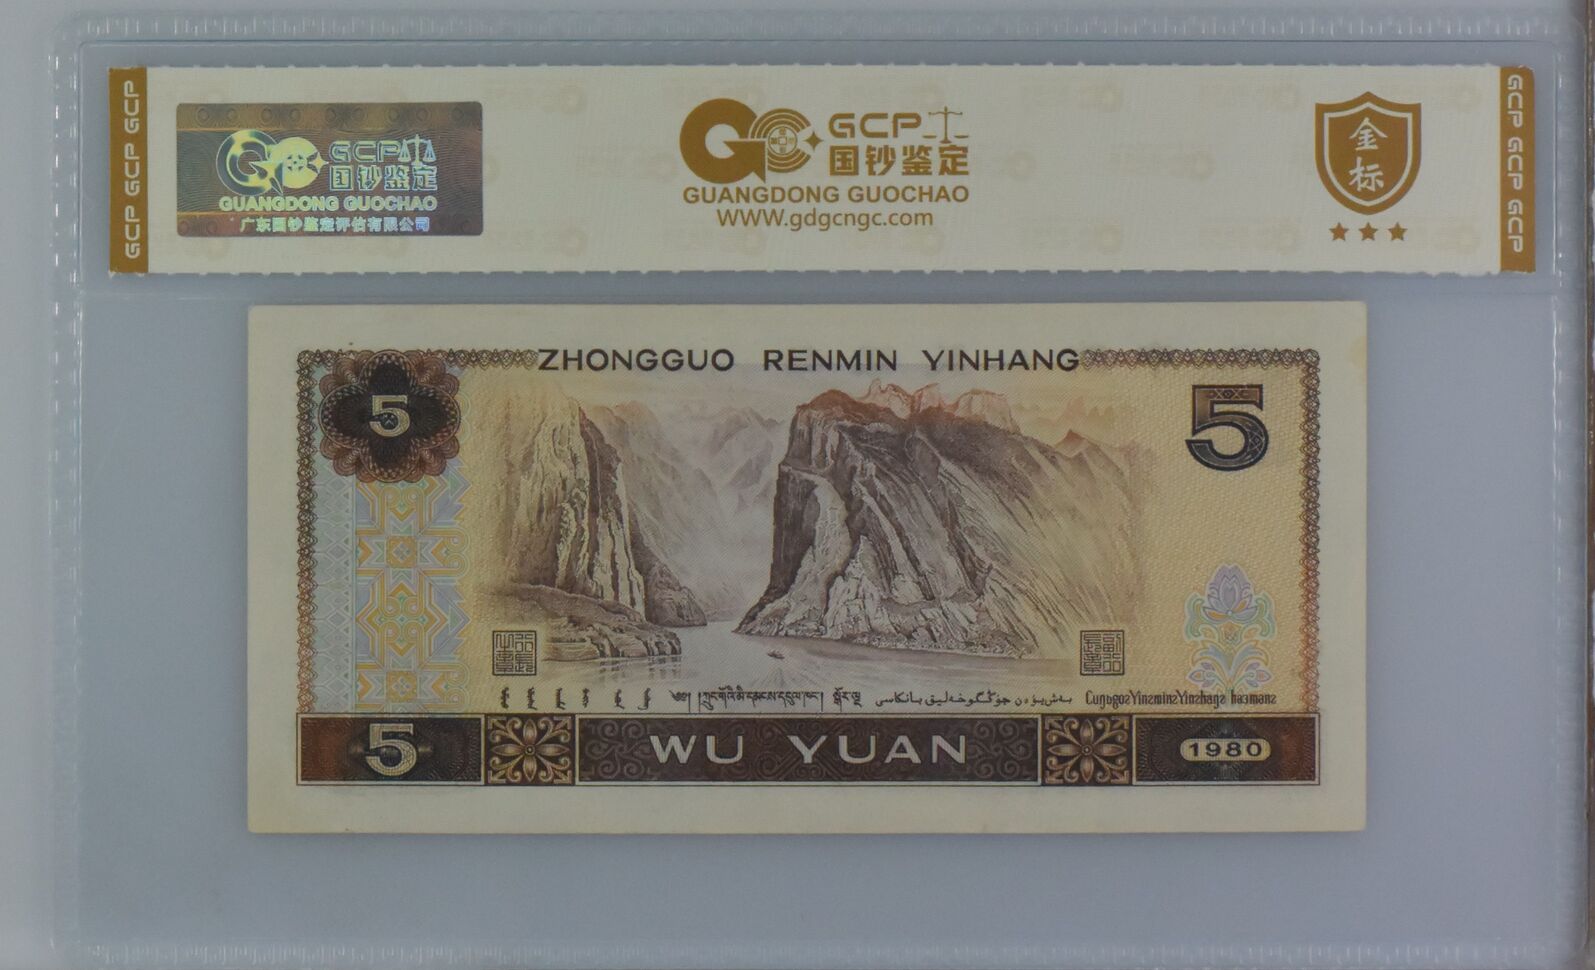 GCP GCP GCP
GCP
国钞鉴定
GUANGDONG GUOCHAO
广东国钞鉴定评估有限公司
GCP
国钞鉴定
GUANGDONG GUOCHAO
WWW.gdgcngc.com
金标
GCP GCP GCP
ZHONGGUO RENMIN YINHANG
5
5
5
WU YUAN
1980